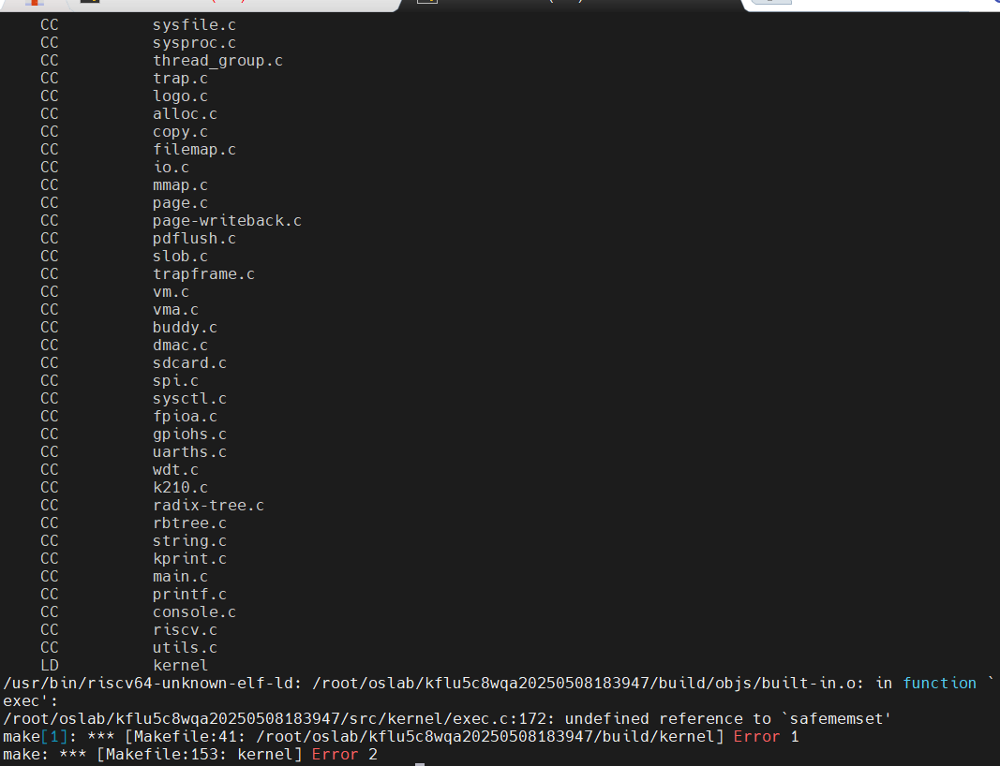 CC sysfile.c
CC sysproc.c
CC thread_group.c
CC trap.c
CC logo.c
CC alloc.c
CC copy.c
CC filemap.c
CC io.c
CC mmap.c
CC page.c
CC page-writeback.c
CC pdflush.c
CC slob.c
CC trapframe.c
CC vm.c
CC vma.c
CC buddy.c
CC dmac.c
CC sdcard.c
CC spi.c
CC sysctl.c
CC fpioa.c
CC gpiohs.c
CC uarths.c
CC wdt.c
CC k210.c
CC radix-tree.c
CC rbtree.c
CC string.c
CC kprint.c
CC main.c
CC printf.c
CC console.c
CC riscv.c
CC utils.c
LD kernel
/usr/bin/riscv64-unknown-elf-ld: /root/oslab/kflu5c8wqa20250508183947/build/objs/built-in.o: in function `
exec':
/root/oslab/kflu5c8wqa20250508183947/src/kernel/exec.c:172: undefined reference to `safememset'
make[1]: *** [Makefile:41: /root/oslab/kflu5c8wqa20250508183947/build/kernel] Error 1
make: *** [Makefile:153: kernel] Error 2